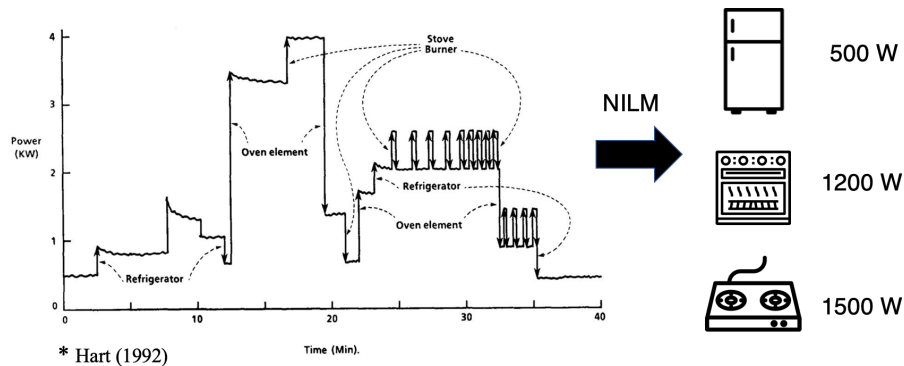 4
3
Power
(KW)
2
1
0
0
10
20
30
40
Time (Min).
Stove
Burner
Oven element
Refrigerator
Oven element
Refrigerator
* Hart (1992)
NILM
500 W
1200 W
1500 W